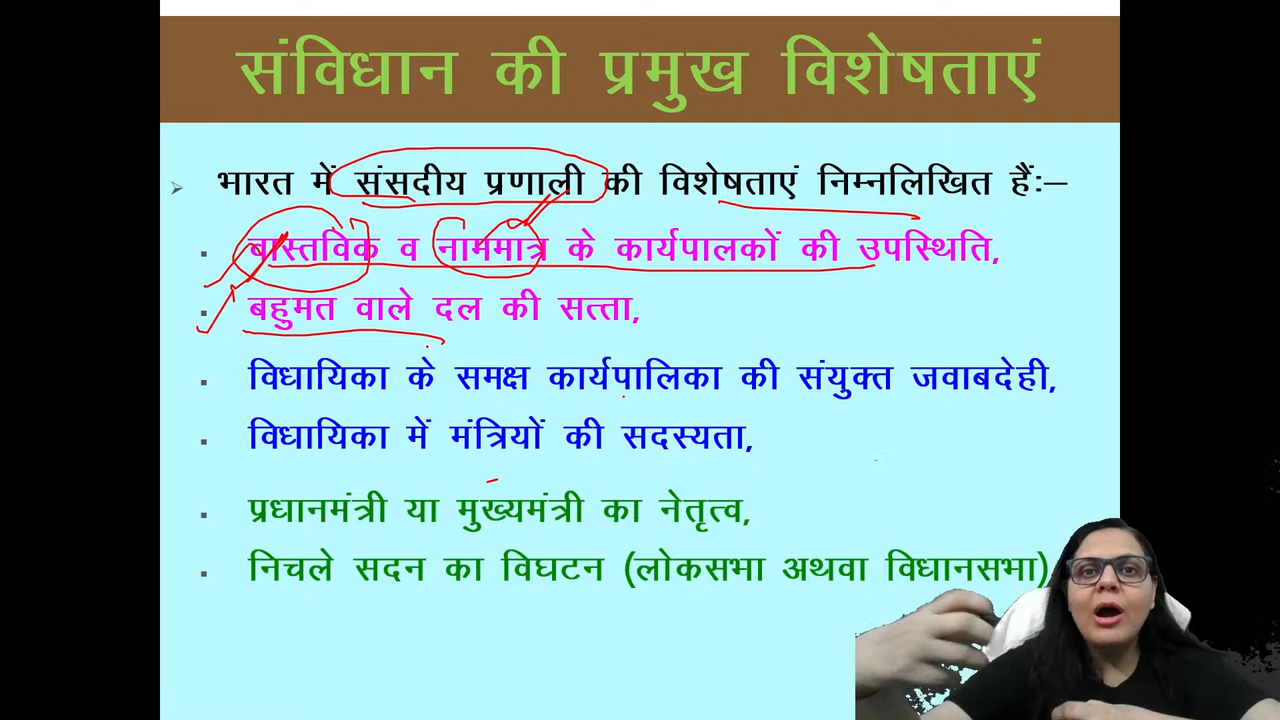 संविधान की प्रमुख विशेषताएं
भारत में संसदीय प्रणाली की विशेषताएं निम्नलिखित हैं:–
वास्तविक व नाममात्र के कार्यपालकों की उपस्थिति,
बहुमत वाले दल की सत्ता,
विधायिका के समक्ष कार्यपालिका की संयुक्त जवाबदेही,
विधायिका में मंत्रियों की सदस्यता,
प्रधानमंत्री या मुख्यमंत्री का नेतृत्व,
निचले सदन का विघटन (लोकसभा अथवा विधानसभा)